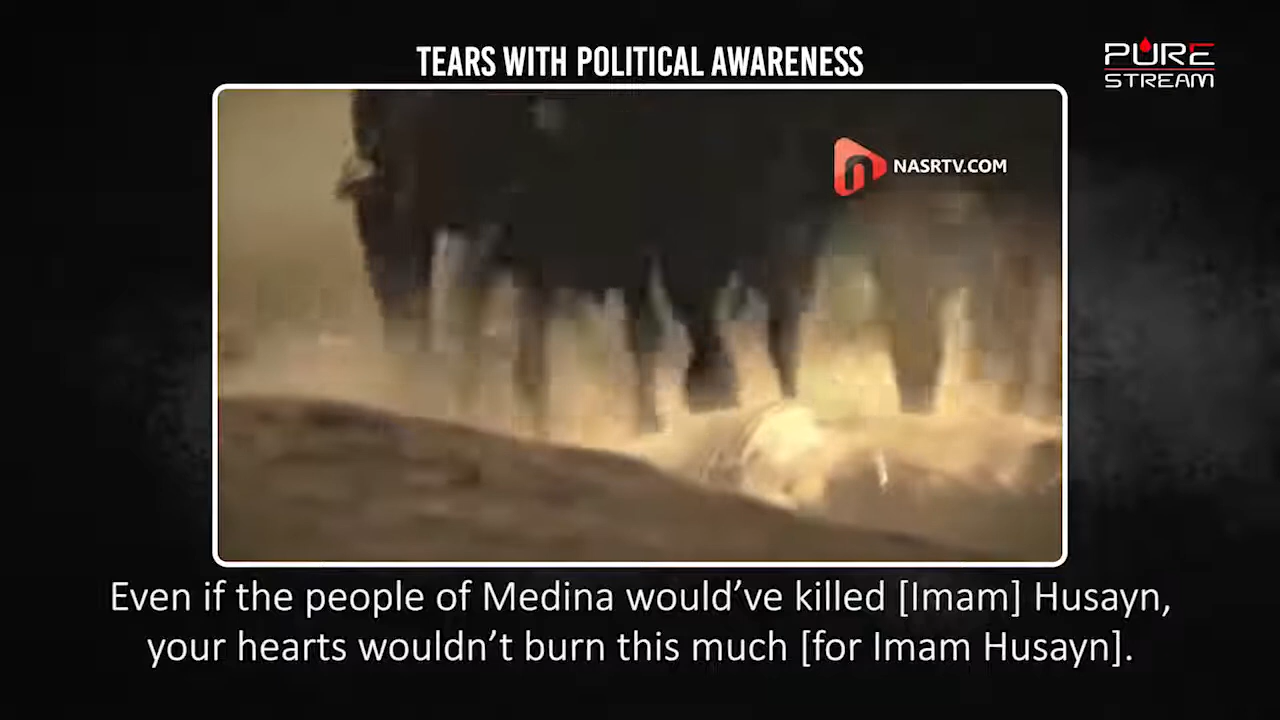 TEARS WITH POLITICAL AWARENESS
PURE
STREAM
NASRTV.COM
Even if the people of Medina would’ve killed [Imam] Husayn,
your hearts wouldn’t burn this much [for Imam Husayn].